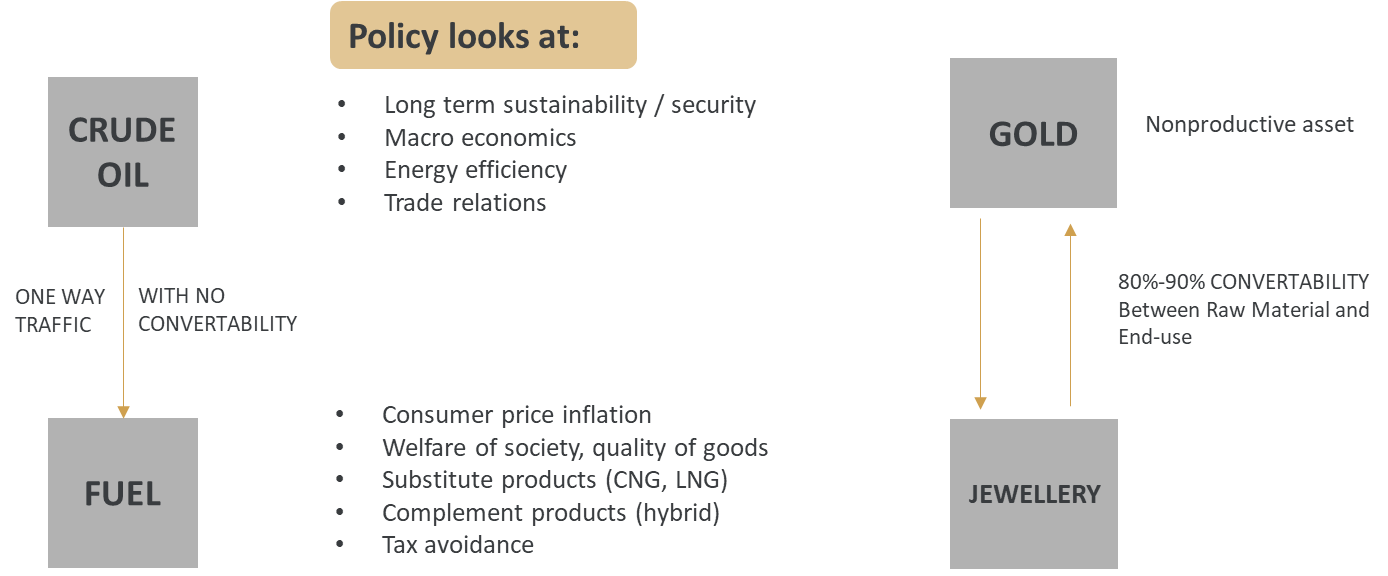 Policy looks at:
CRUDE
OIL
• Long term sustainability / security
• Macro economics
• Energy efficiency
• Trade relations
GOLD
Nonproductive asset
ONE WAY
TRAFFIC
WITH NO
CONVERTABILITY
80%-90% CONVERTABILITY
Between Raw Material and
End-use
FUEL
• Consumer price inflation
• Welfare of society, quality of goods
• Substitute products (CNG, LNG)
• Complement products (hybrid)
• Tax avoidance
JEWELLERY